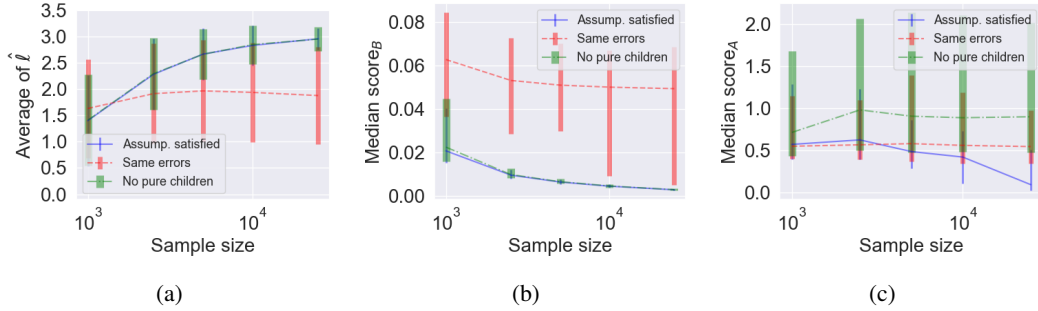 3.5
3.0
2.5
2.0
1.5
1.0
0.5
0.0
Average of ℓ̂
Assump. satisfied
Same errors
No pure children
10³
10⁴
Sample size
(a)
0.08
0.06
0.04
0.02
0.00
Median score_B
Assump. satisfied
Same errors
No pure children
10³
10⁴
Sample size
(b)
2.0
1.5
1.0
0.5
0.0
Median score_A
Assump. satisfied
Same errors
No pure children
10³
10⁴
Sample size
(c)